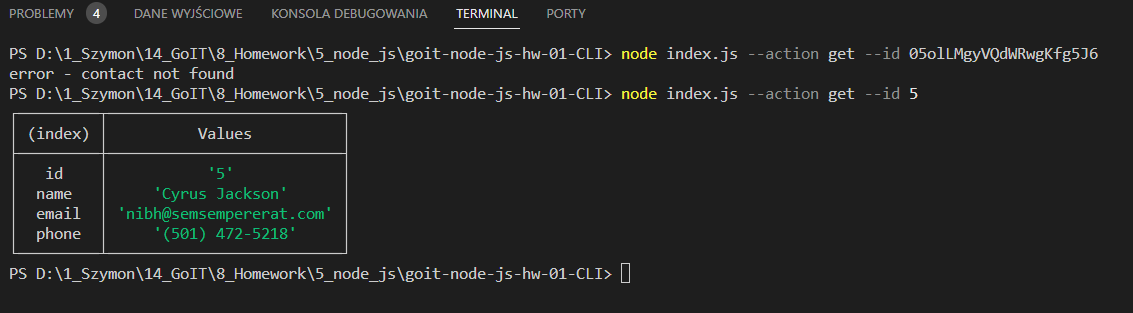 PROBLEMY 4 DANE WYJŚCIOWE KONSOLA DEBUGOWANIA TERMINAL PORTY
PS D:\1_Szymon\14_GoIT\8_Homework\5_node_js\goit-node-js-hw-01-CLI> node index.js --action get --id 05olLMgyVQdWRwgKfg5J6
error - contact not found
PS D:\1_Szymon\14_GoIT\8_Homework\5_node_js\goit-node-js-hw-01-CLI> node index.js --action get --id 5
(index) Values
id '5'
name 'Cyrus Jackson'
email 'nibh@semsempererat.com'
phone '(501) 472-5218'
PS D:\1_Szymon\14_GoIT\8_Homework\5_node_js\goit-node-js-hw-01-CLI>